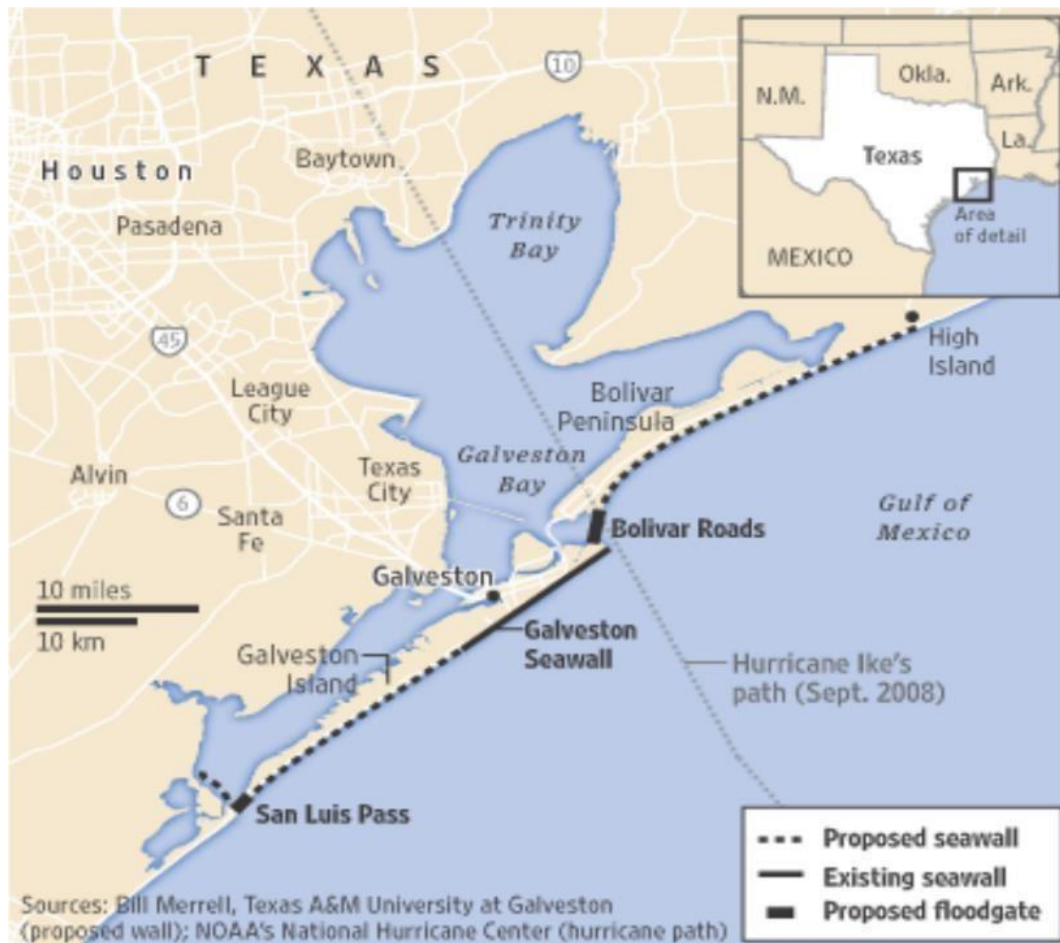 T E X A S
10
Houston
Baytown
Pasadena
Trinity
Bay
45
League
City
Bolivar
Peninsula
High
Island
Alvin
6
Texas
City
Galveston
Bay
Santa
Fe
Gulf of
Mexico
Bolivar Roads
10 miles
10 km
Galveston
Galveston
Seawall
Galveston
Island
Hurricane Ike's
path (Sept. 2008)
San Luis Pass
N.M.
Okla.
Ark.
La.
Texas
Area
of detail
MEXICO
Proposed seawall
Existing seawall
Proposed floodgate
Sources: Bill Merrell, Texas A&M University at Galveston
(proposed wall); NOAA's National Hurricane Center (hurricane path)